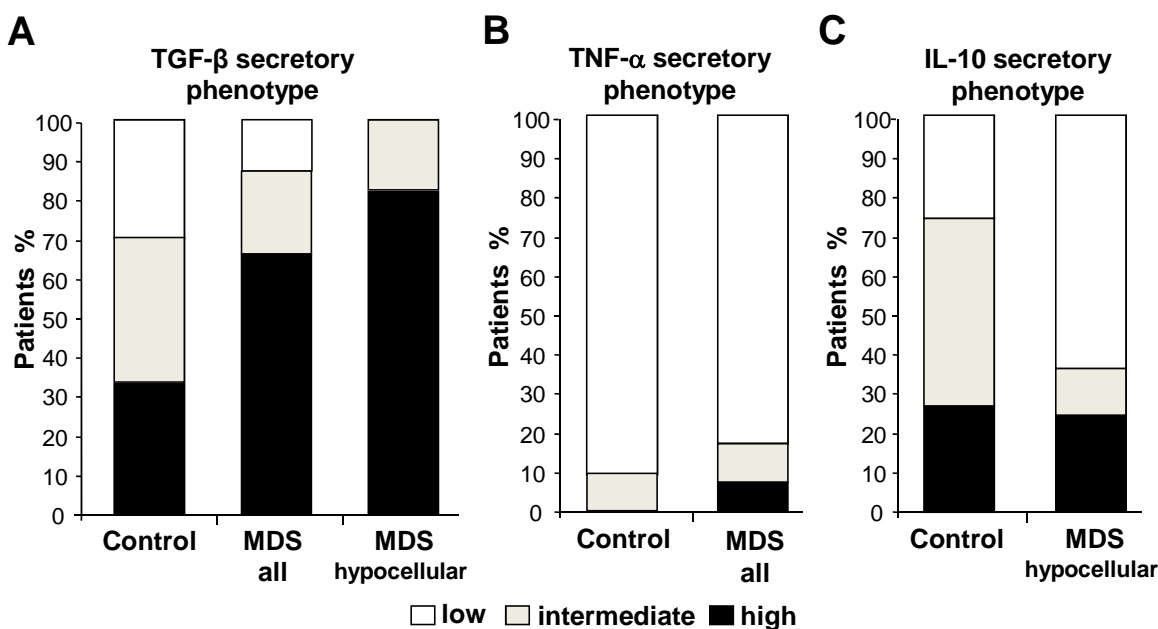 A
TGF-β secretory
phenotype
Patients %
100
90
80
70
60
50
40
30
20
10
0
Control
MDS
all
MDS
hypocellular
B
TNF-α secretory
phenotype
100
90
80
70
60
50
40
30
20
10
0
Control
MDS
all
C
IL-10 secretory
phenotype
Patients %
100
90
80
70
60
50
40
30
20
10
0
Control
MDS
hypocellular
low intermediate high